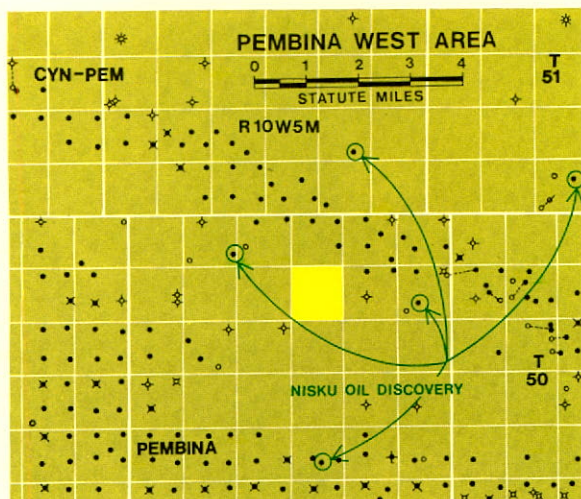 PEMBINA WEST AREA
CYN-PEM
0 1 2 3 4
STATUTE MILES
T
51
R10W5M
T
50
NISKU OIL DISCOVERY
PEMBINA